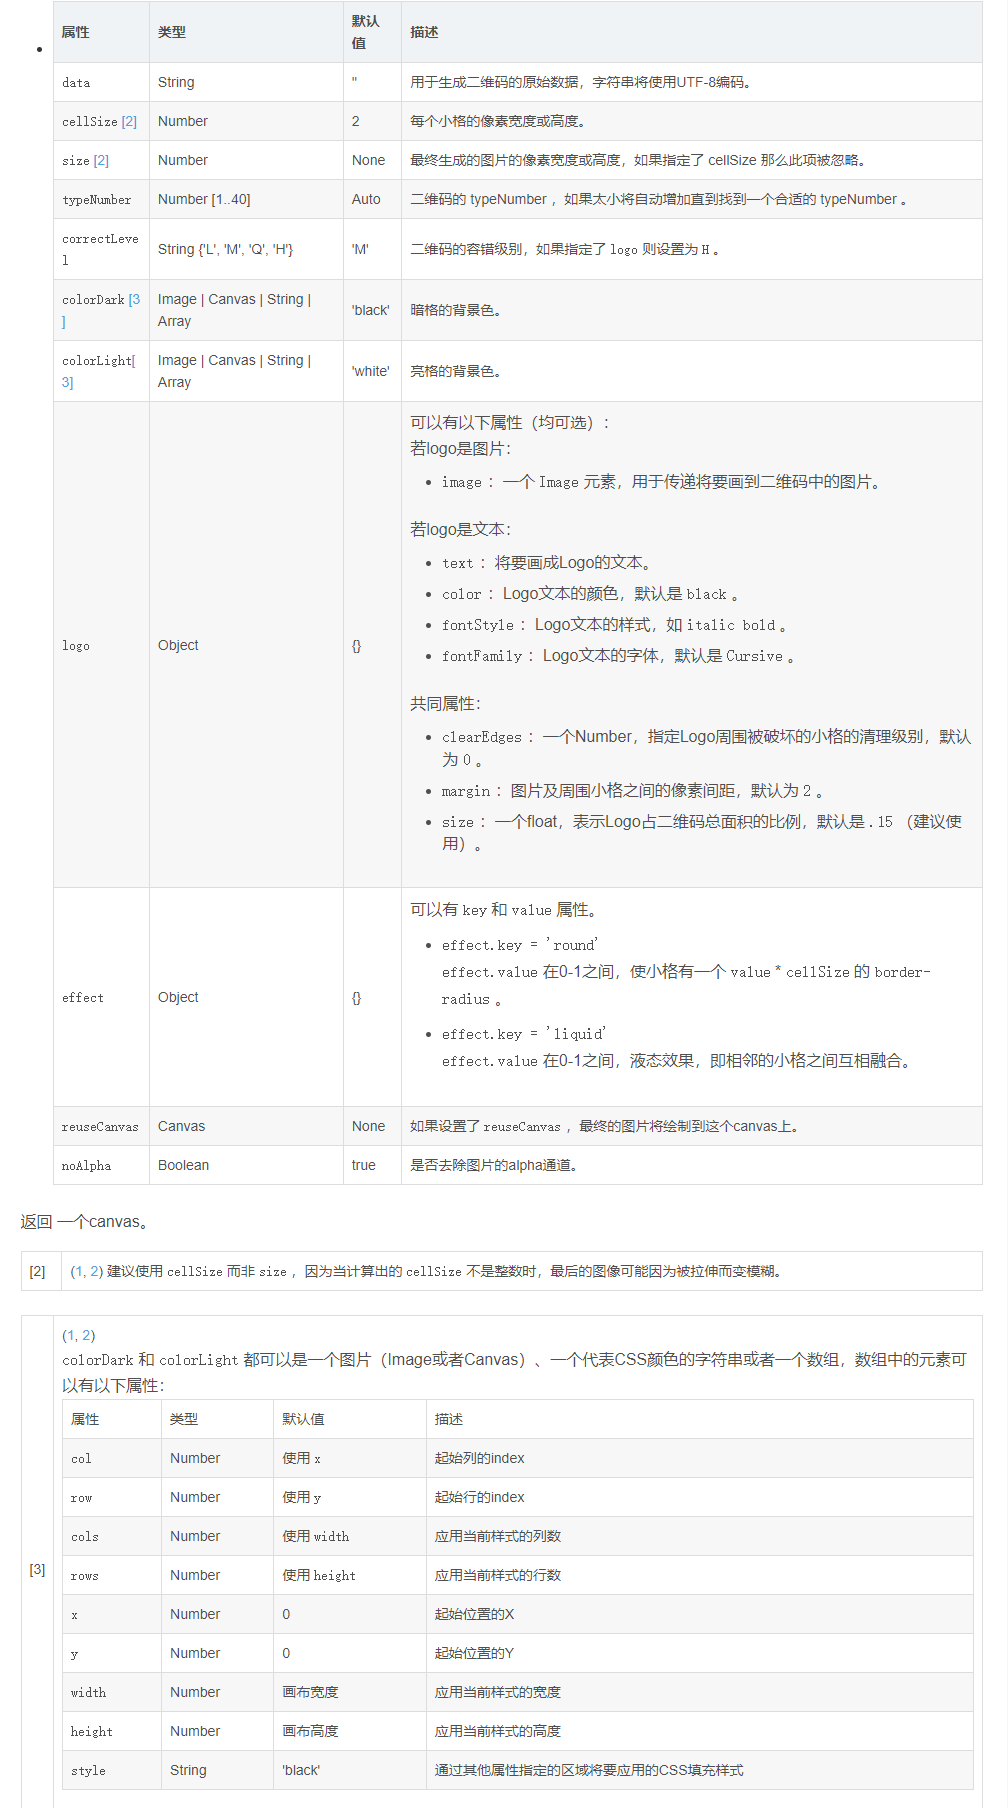 属性 类型 默认值 描述
data String '' 用于生成二维码的原始数据，字符串将使用UTF-8编码。
cellSize [2] Number 2 每个小格的像素宽度或高度。
size [2] Number None 最终生成的图片的像素宽度或高度，如果指定了 cellSize 那么此项被忽略。
typeNumber Number [1..40] Auto 二维码的 typeNumber ，如果太小将自动增加直到找到一个合适的 typeNumber 。
correctLevel String {'L', 'M', 'Q', 'H'} 'M' 二维码的容错级别，如果指定了 logo 则设置为 H 。
colorDark [3] Image | Canvas | String | Array 'black' 暗格的背景色。
colorLight[3] Image | Canvas | String | Array 'white' 亮格的背景色。
logo Object {} 可以有以下属性（均可选）：
若logo是图片：
• image ：一个 Image 元素，用于传递将要画到二维码中的图片。
若logo是文本：
• text ：将要画成Logo的文本。
• color ：Logo文本的颜色，默认是 black 。
• fontStyle ：Logo文本的样式，如 italic bold 。
• fontFamily ：Logo文本的字体，默认是 Cursive 。
共同属性：
• clearEdges ：一个Number，指定Logo周围被破坏的小格的清理级别，默认
为 0 。
• margin ：图片及周围小格之间的像素间距，默认为 2 。
• size ：一个float，表示Logo占二维码总面积的比例，默认是 .15 （建议使
用）。
effect Object {} 可以有 key 和 value 属性。
• effect.key = 'round'
effect.value 在0-1之间，使小格有一个 value * cellSize 的 border-
radius 。
• effect.key = 'liquid'
effect.value 在0-1之间，液态效果，即相邻的小格之间互相融合。
reuseCanvas Canvas None 如果设置了 reuseCanvas ，最终的图片将绘制到这个canvas上。
noAlpha Boolean true 是否去除图片的alpha通道。
返回 一个canvas。
[2] (1, 2) 建议使用 cellSize 而非 size ，因为当计算出的 cellSize 不是整数时，最后的图像可能因为被拉伸而变模糊。
[3] (1, 2)
colorDark 和 colorLight 都可以是一个图片（Image或者Canvas）、一个代表CSS颜色的字符串或者一个数组，数组中的元素可
以有以下属性：
属性 类型 默认值 描述
col Number 使用 x 起始列的index
row Number 使用 y 起始行的index
cols Number 使用 width 应用当前样式的列数
rows Number 使用 height 应用当前样式的行数
x Number 0 起始位置的X
y Number 0 起始位置的Y
width Number 画布宽度 应用当前样式的宽度
height Number 画布高度 应用当前样式的高度
style String 'black' 通过其他属性指定的区域将要应用的CSS填充样式